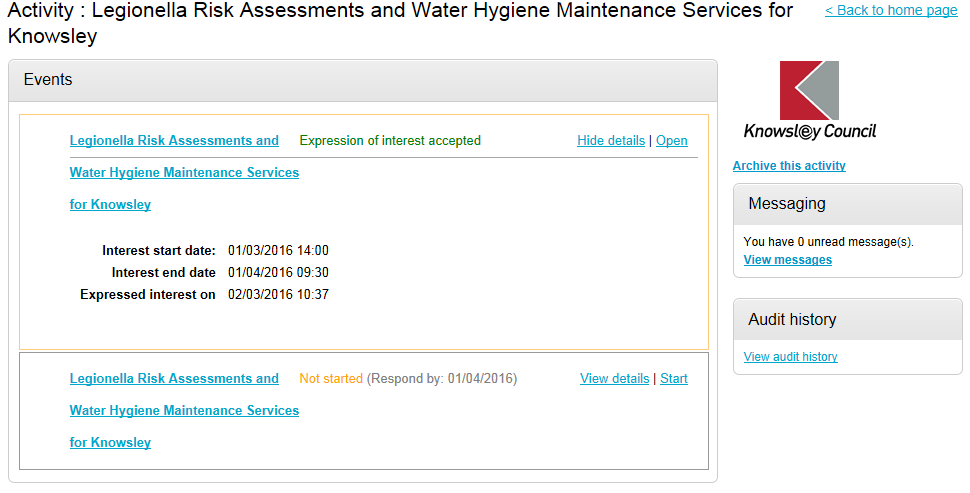 Activity : Legionella Risk Assessments and Water Hygiene Maintenance Services for
Knowsley
< Back to home page
Events
Legionella Risk Assessments and
Water Hygiene Maintenance Services
for Knowsley
Expression of interest accepted
Hide details | Open
Interest start date: 01/03/2016 14:00
Interest end date 01/04/2016 09:30
Expressed interest on 02/03/2016 10:37
Legionella Risk Assessments and
Water Hygiene Maintenance Services
for Knowsley
Not started (Respond by: 01/04/2016)
View details | Start
Knowsley Council
Archive this activity
Messaging
You have 0 unread message(s).
View messages
Audit history
View audit history